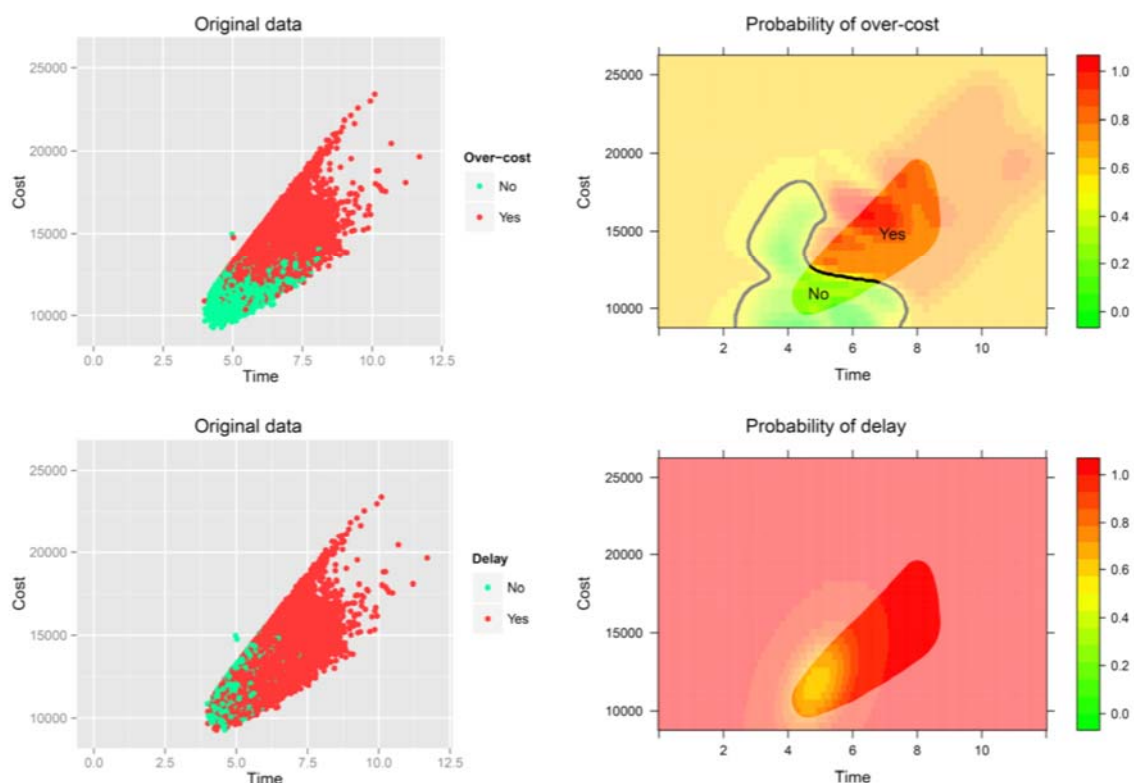 Original data
Cost
25000
20000
15000
10000
0.0 2.5 5.0 7.5 10.0 12.5
Time
Over-cost
No
Yes
Probability of over-cost
Cost
25000
20000
15000
10000
Yes
No
2 4 6 8 10
Time
1.0
0.8
0.6
0.4
0.2
0.0
Original data
Cost
25000
20000
15000
10000
0.0 2.5 5.0 7.5 10.0 12.5
Time
Delay
No
Yes
Probability of delay
Cost
25000
20000
15000
10000
2 4 6 8 10
Time
1.0
0.8
0.6
0.4
0.2
0.0